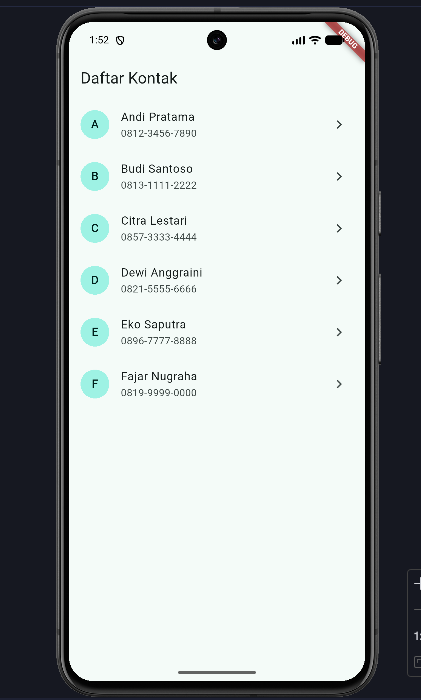 1:52
DEBUG
Daftar Kontak
A
Andi Pratama
0812-3456-7890
B
Budi Santoso
0813-1111-2222
C
Citra Lestari
0857-3333-4444
D
Dewi Anggraini
0821-5555-6666
E
Eko Saputra
0896-7777-8888
F
Fajar Nugraha
0819-9999-0000